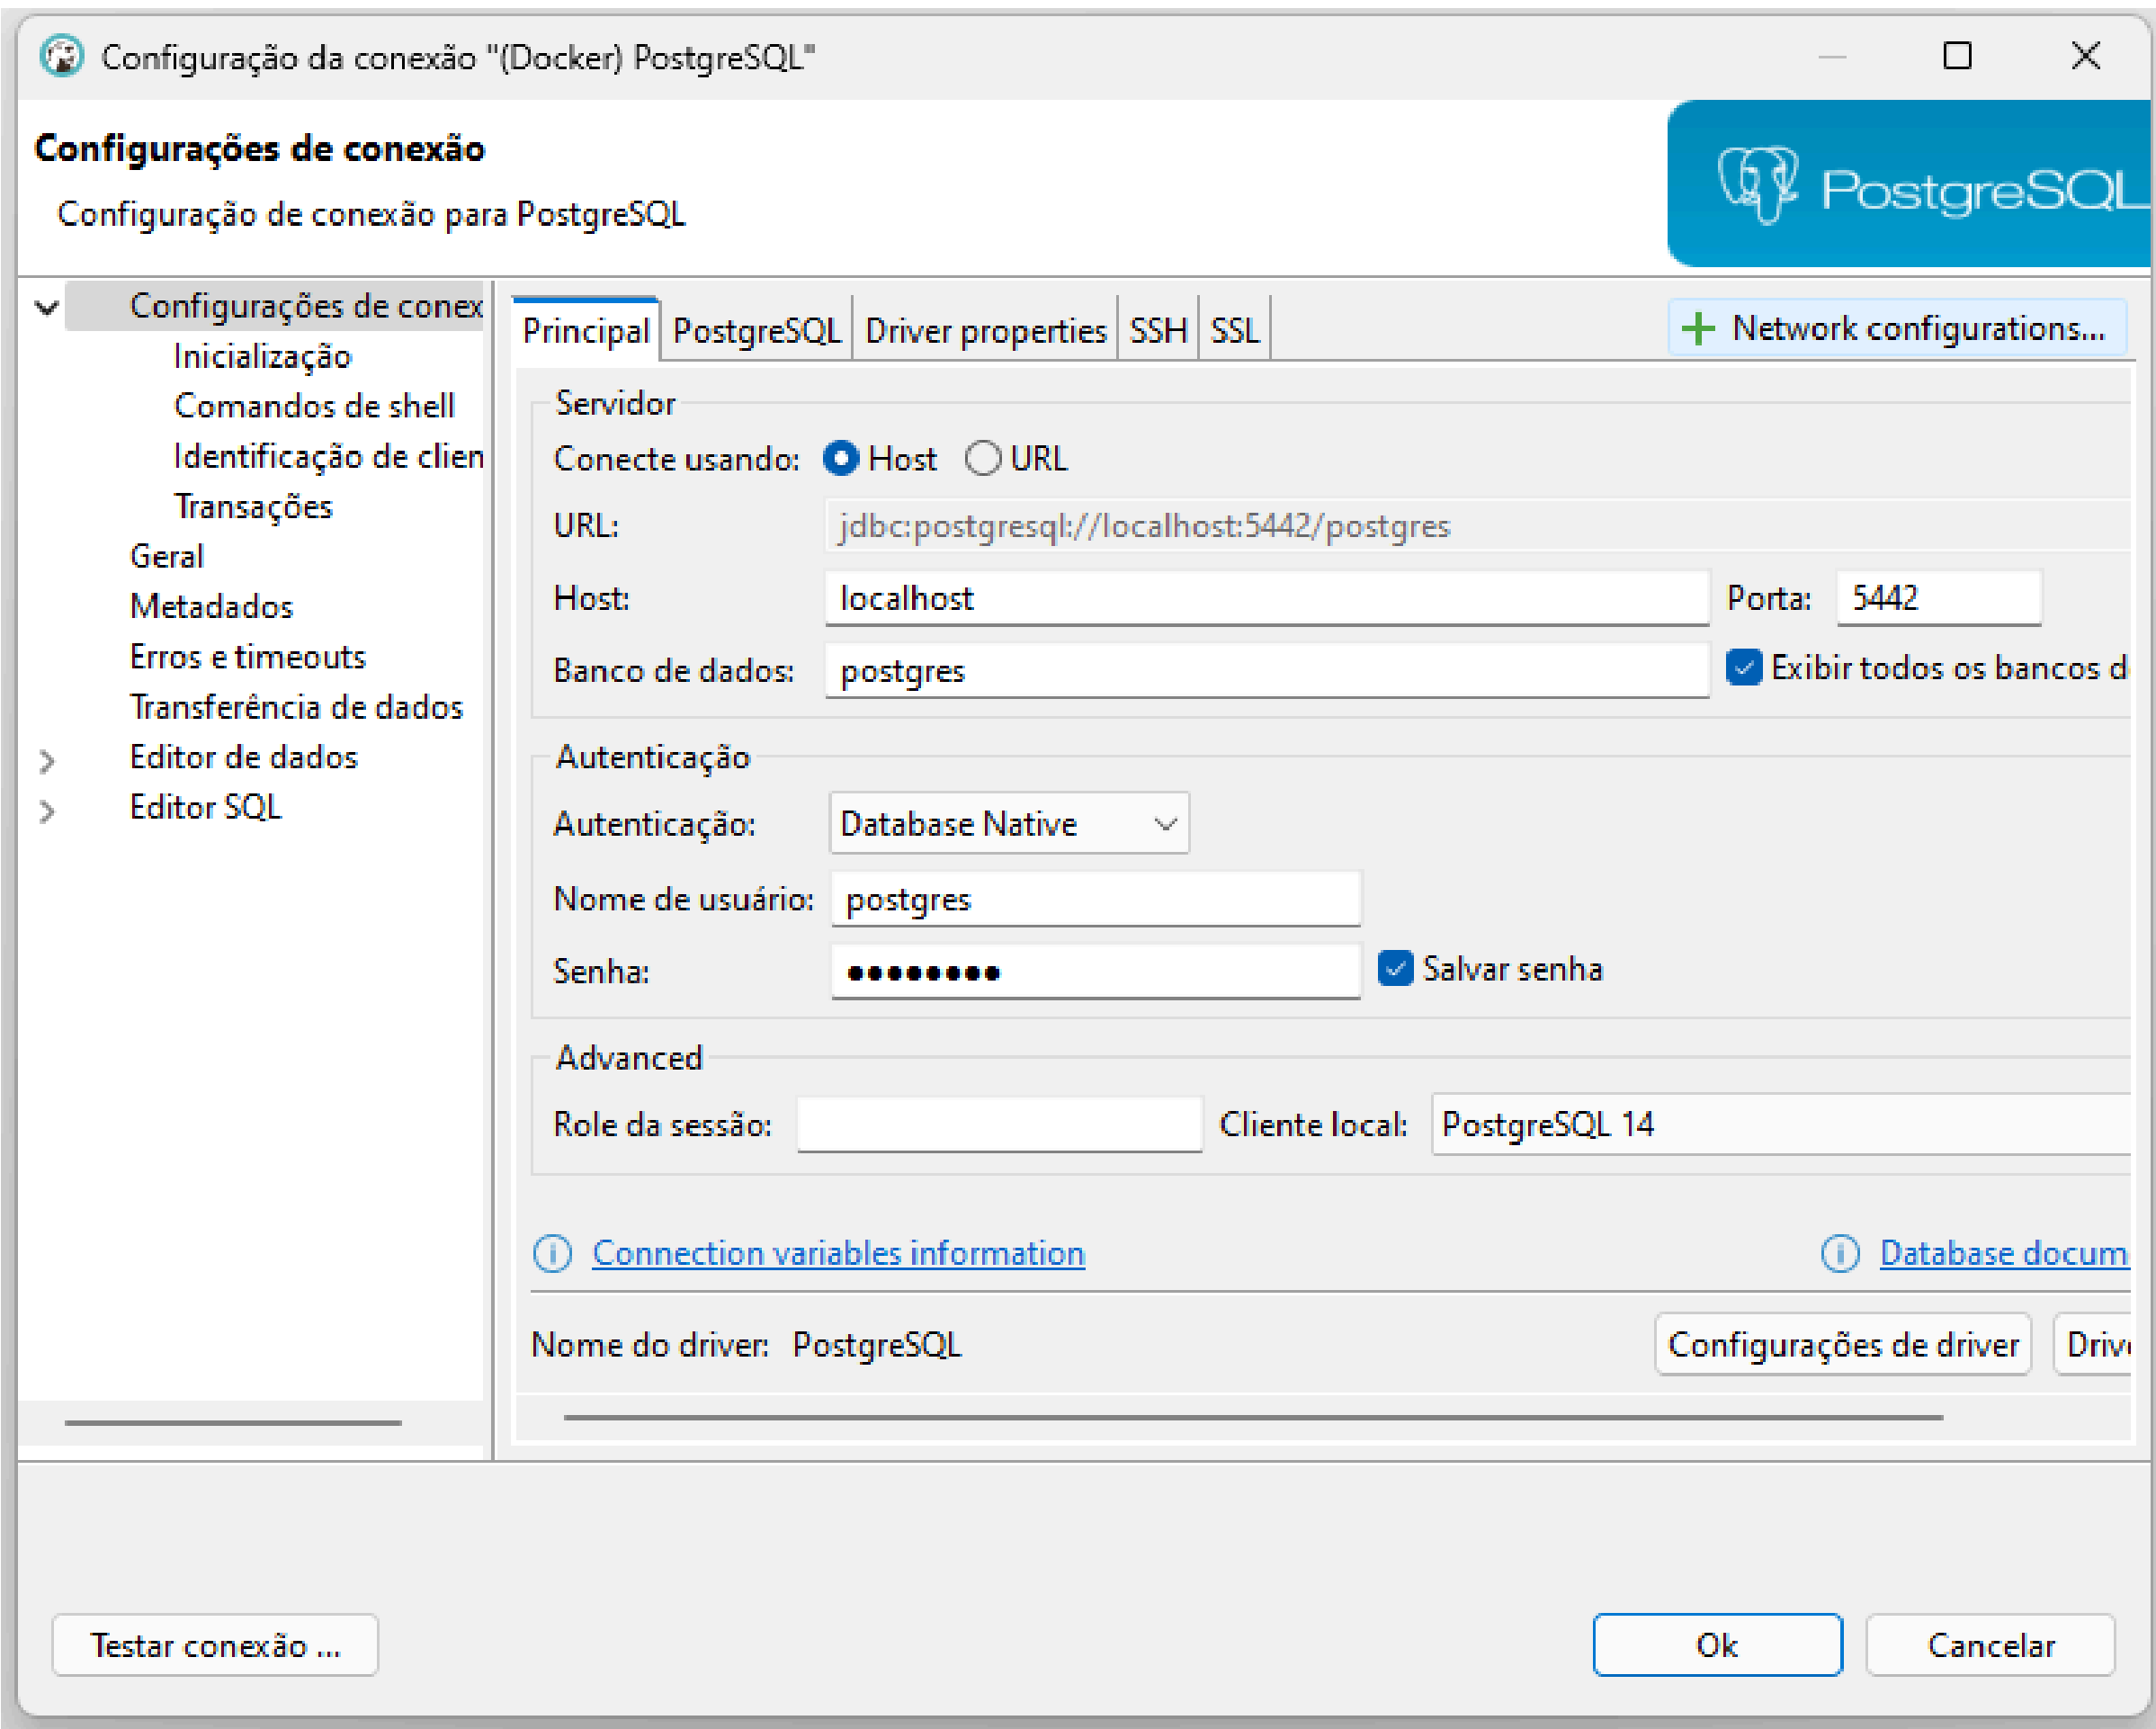 Configuração da conexão "(Docker) PostgreSQL"
Configurações de conexão
Configuração de conexão para PostgreSQL
PostgreSQL
Configurações de conex
Inicialização
Comandos de shell
Identificação de clien
Transações
Geral
Metadados
Erros e timeouts
Transferência de dados
Editor de dados
Editor SQL
Principal PostgreSQL Driver properties SSH SSL Network configurations...
Servidor
Conecte usando: Host URL
URL: jdbc:postgresql://localhost:5442/postgres
Host: localhost Porta: 5442
Banco de dados: postgres Exibir todos os bancos d
Autenticação
Autenticação: Database Native
Nome de usuário: postgres
Senha: ●●●●●●●● Salvar senha
Advanced
Role da sessão: Cliente local: PostgreSQL 14
Connection variables information Database docum
Nome do driver: PostgreSQL Configurações de driver Driv
Testar conexão ... Ok Cancelar